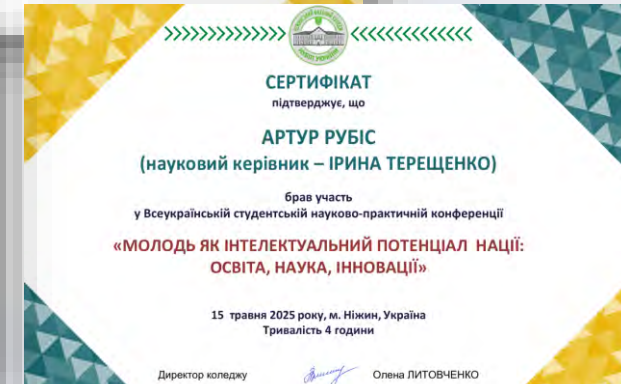 СЕРТИФІКАТ
підтверджує, що
АРТУР РУБІС
(науковий керівник – ІРИНА ТЕРЕЩЕНКО)
брав участь
у Всеукраїнській студентській науково-практичній конференції
«МОЛОДЬ ЯК ІНТЕЛЕКТУАЛЬНИЙ ПОТЕНЦІАЛ НАЦІЇ:
ОСВІТА, НАУКА, ІННОВАЦІЇ»
15 травня 2025 року, м. Ніжин, Україна
Тривалість 4 години
Директор коледжу Олена ЛИТОВЧЕНКО